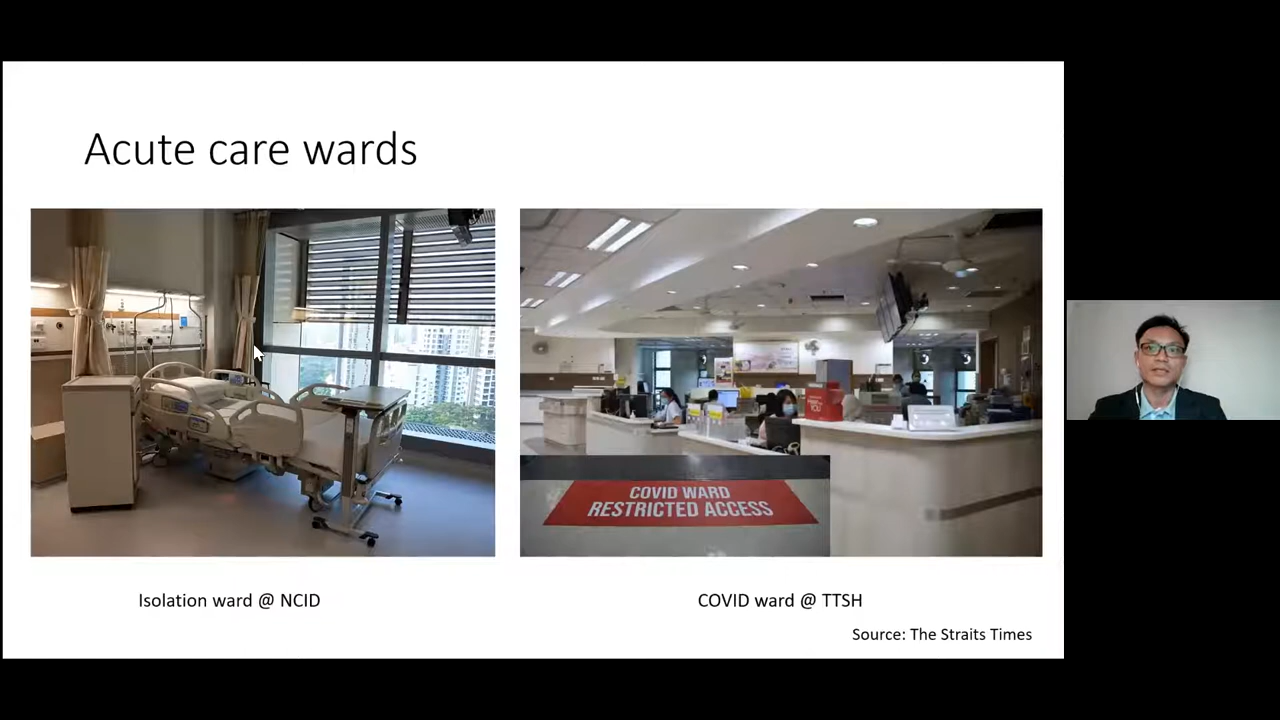 Acute care wards
COVID WARD
RESTRICTED ACCESS
Isolation ward @ NCID
COVID ward @ TTSH
Source: The Straits Times